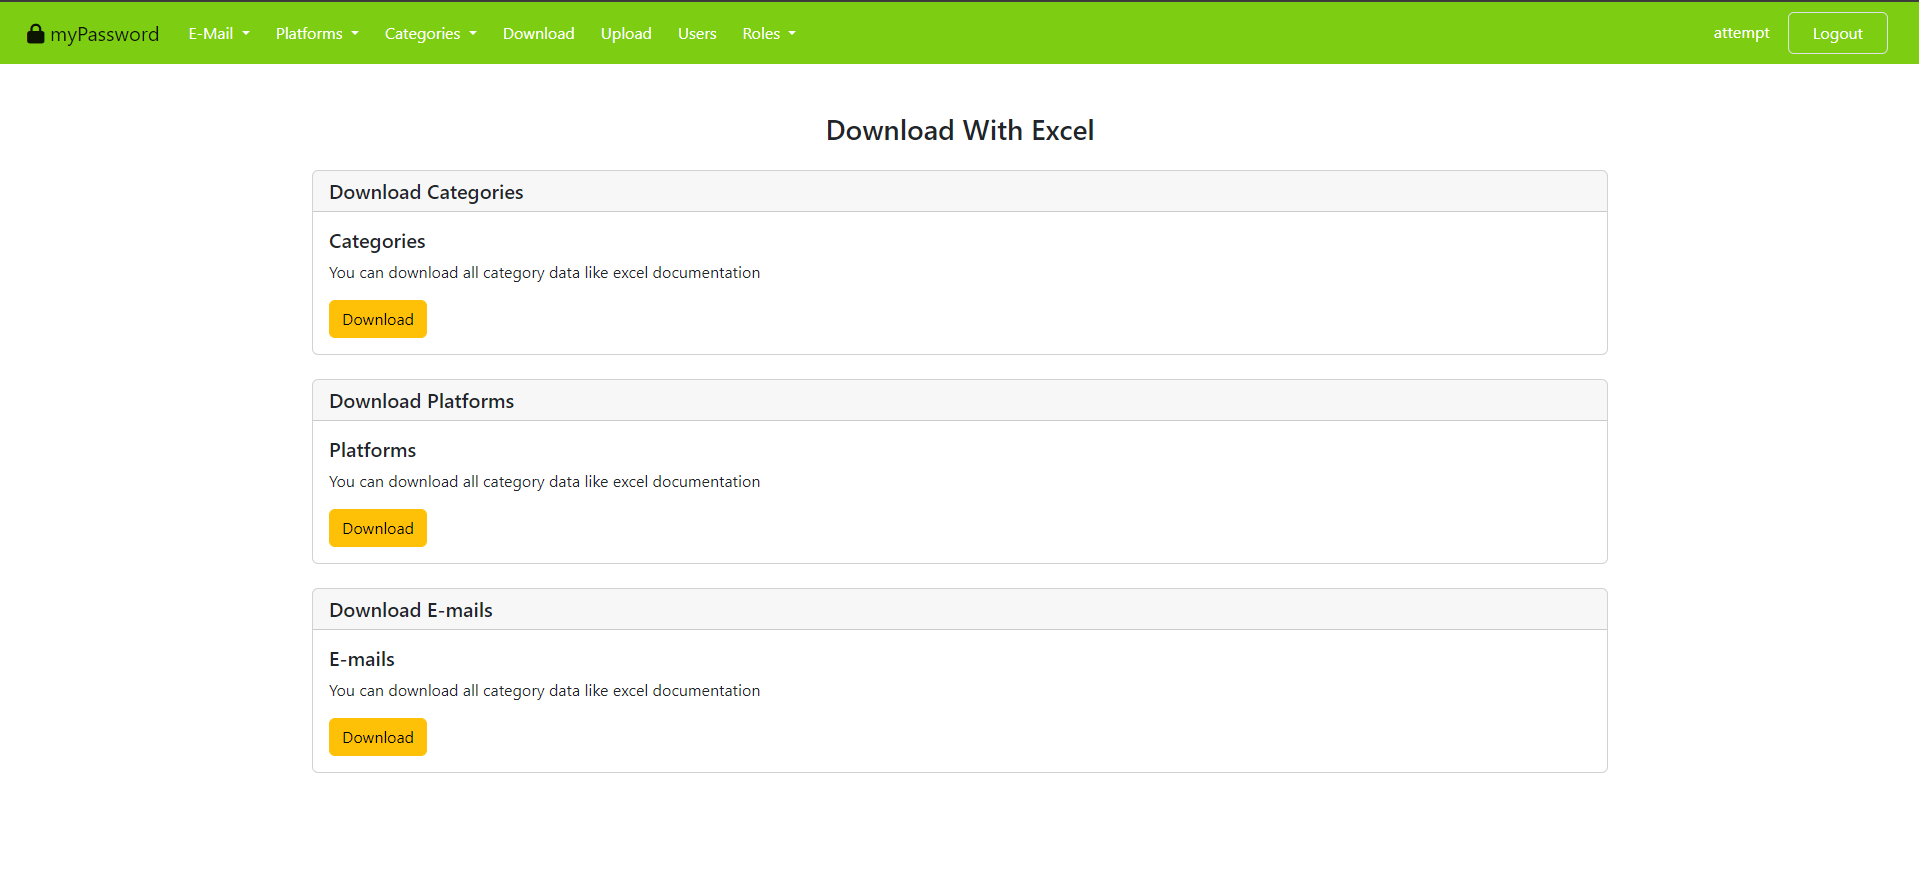 myPassword E-Mail Platforms Categories Download Upload Users Roles attempt Logout
Download With Excel
Download Categories
Categories
You can download all category data like excel documentation
Download
Download Platforms
Platforms
You can download all category data like excel documentation
Download
Download E-mails
E-mails
You can download all category data like excel documentation
Download